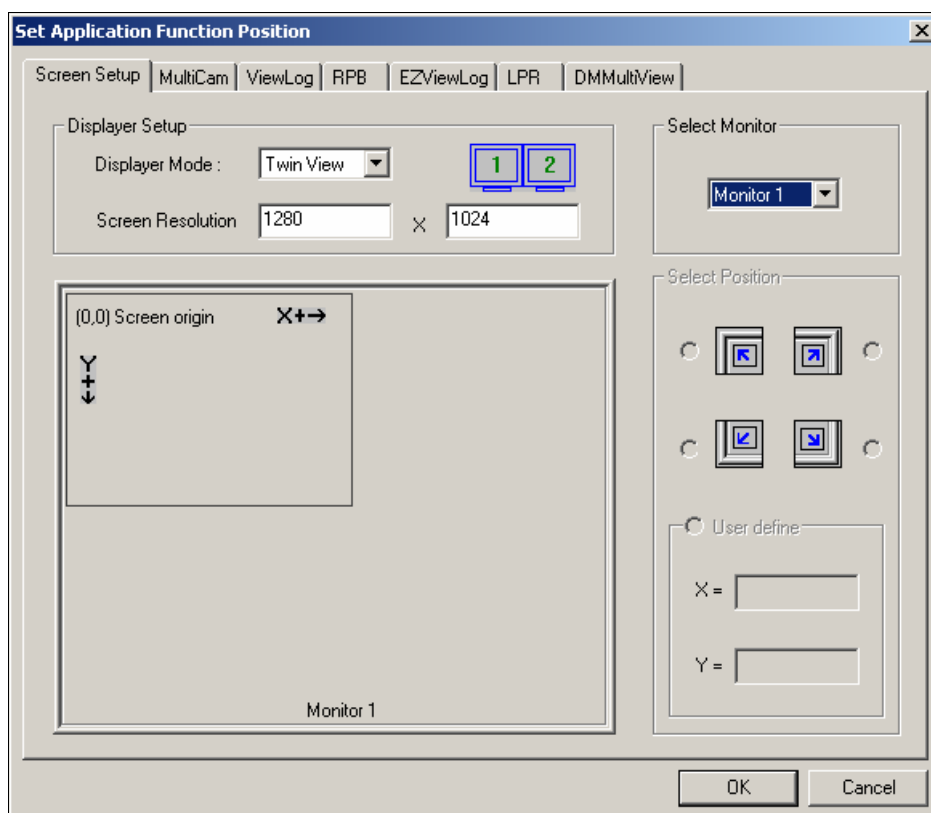 Set Application Function Position
Screen Setup MultiCam ViewLog RPB EZViewLog LPR DMMultiView
Displayer Setup
Displayer Mode : Twin View
1 2
Screen Resolution 1280 X 1024
Select Monitor
Monitor 1
(0,0) Screen origin X+→
Y
+
↓
Monitor 1
Select Position
User define
X =
Y =
OK Cancel